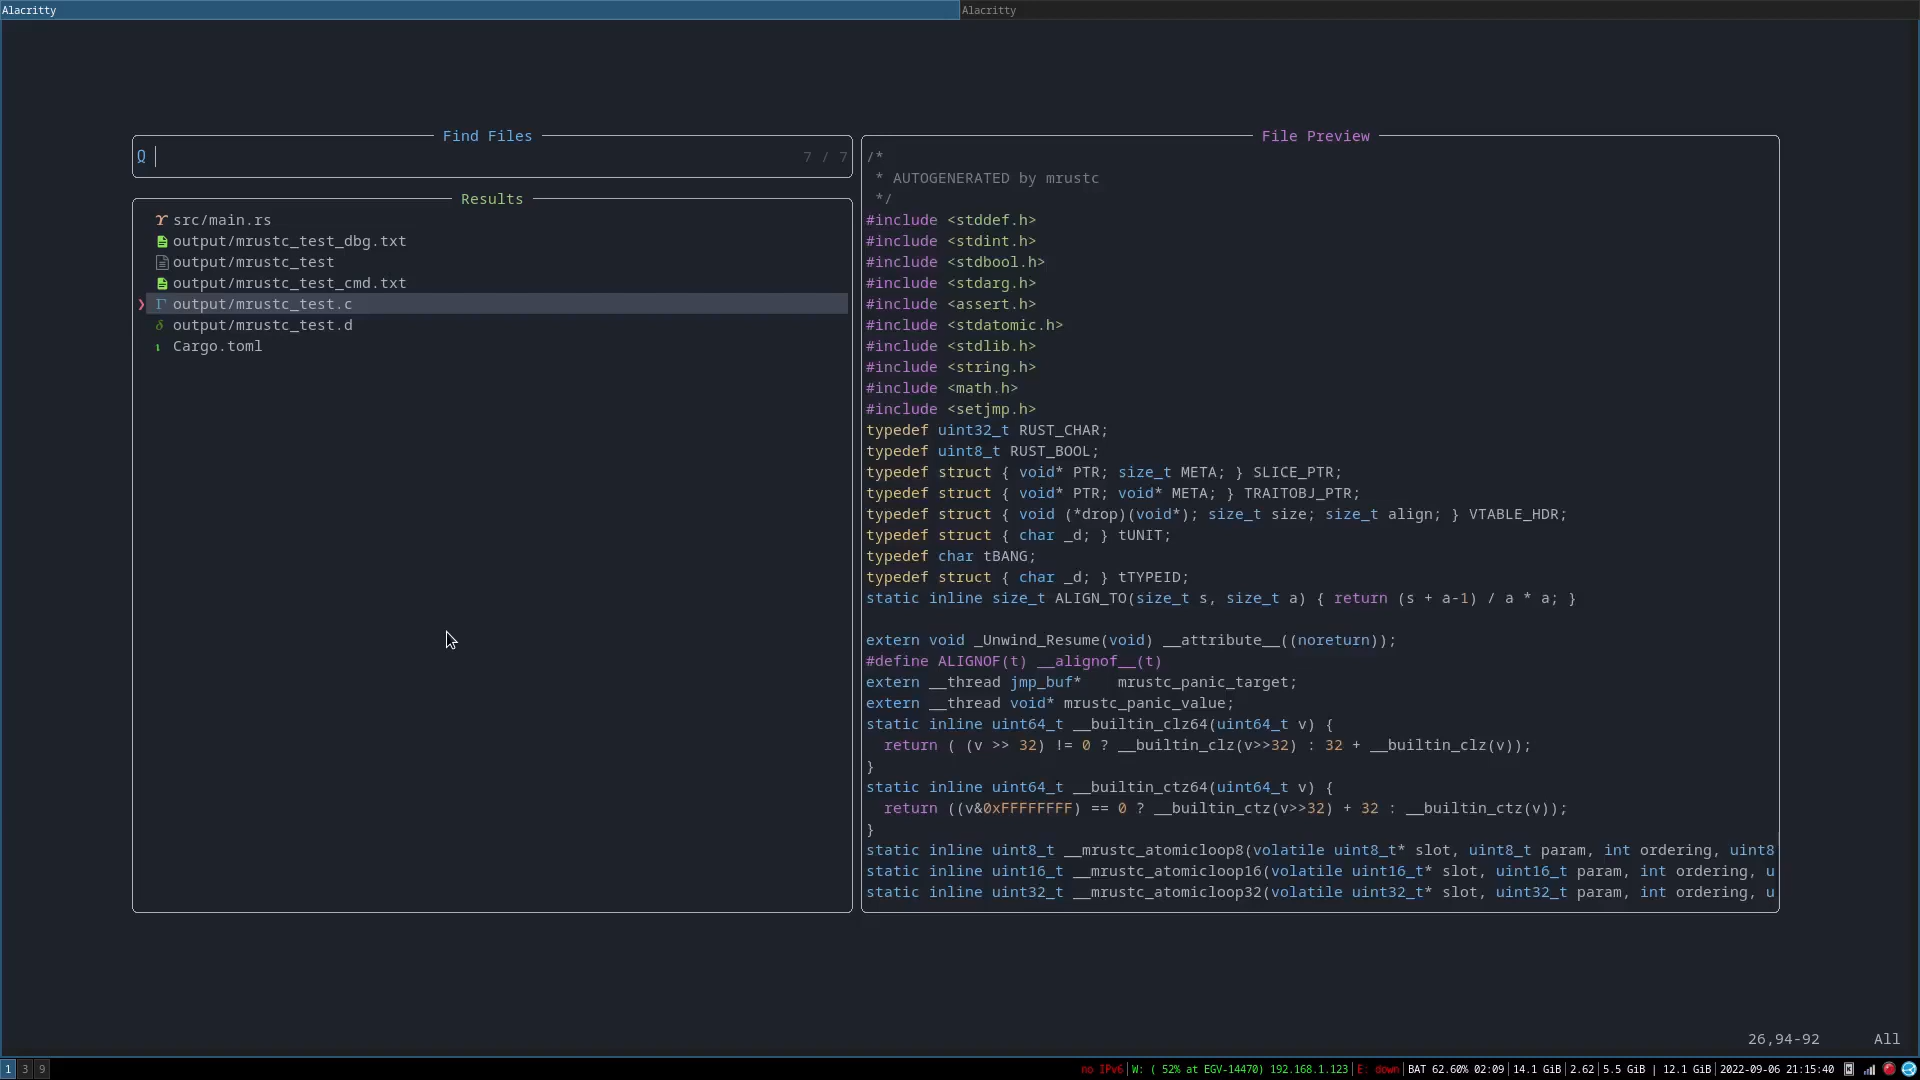 Alacritty
Alacritty
Find Files
7 / 7
Results
src/main.rs
output/mrustc_test_dbg.txt
output/mrustc_test
output/mrustc_test_cmd.txt
output/mrustc_test.c
output/mrustc_test.d
Cargo.toml
File Preview
/*
 * AUTOGENERATED by mrustc
 */
#include <stddef.h>
#include <stdint.h>
#include <stdbool.h>
#include <stdarg.h>
#include <assert.h>
#include <stdatomic.h>
#include <stdlib.h>
#include <string.h>
#include <math.h>
#include <setjmp.h>
typedef uint32_t RUST_CHAR;
typedef uint8_t RUST_BOOL;
typedef struct { void* PTR; size_t META; } SLICE_PTR;
typedef struct { void* PTR; void* META; } TRAITOBJ_PTR;
typedef struct { void (*drop)(void*); size_t size; size_t align; } VTABLE_HDR;
typedef struct { char _d; } tUNIT;
typedef char tBANG;
typedef struct { char _d; } tTYPEID;
static inline size_t ALIGN_TO(size_t s, size_t a) { return (s + a-1) / a * a; }
extern void _Unwind_Resume(void) __attribute__((noreturn));
#define ALIGNOF(t) __alignof__(t)
extern __thread jmp_buf*    mrustc_panic_target;
extern __thread void* mrustc_panic_value;
static inline uint64_t __builtin_clz64(uint64_t v) {
  return ( (v >> 32) != 0 ? __builtin_clz(v>>32) : 32 + __builtin_clz(v));
}
static inline uint64_t __builtin_ctz64(uint64_t v) {
  return ((v&0xFFFFFFFF) == 0 ? __builtin_ctz(v>>32) + 32 : __builtin_ctz(v));
}
static inline uint8_t __mrustc_atomicloop8(volatile uint8_t* slot, uint8_t param, int ordering, uint8
static inline uint16_t __mrustc_atomicloop16(volatile uint16_t* slot, uint16_t param, int ordering, u
static inline uint32_t __mrustc_atomicloop32(volatile uint32_t* slot, uint32_t param, int ordering, u
26,94-92 All
1 3 9
no IPv6|W: ( 52% at EGV-14470) 192.168.1.123|E: down|BAT 62.60% 02:09|14.1 GiB|2.62|5.5 GiB | 12.1 GiB|2022-09-06 21:15:40